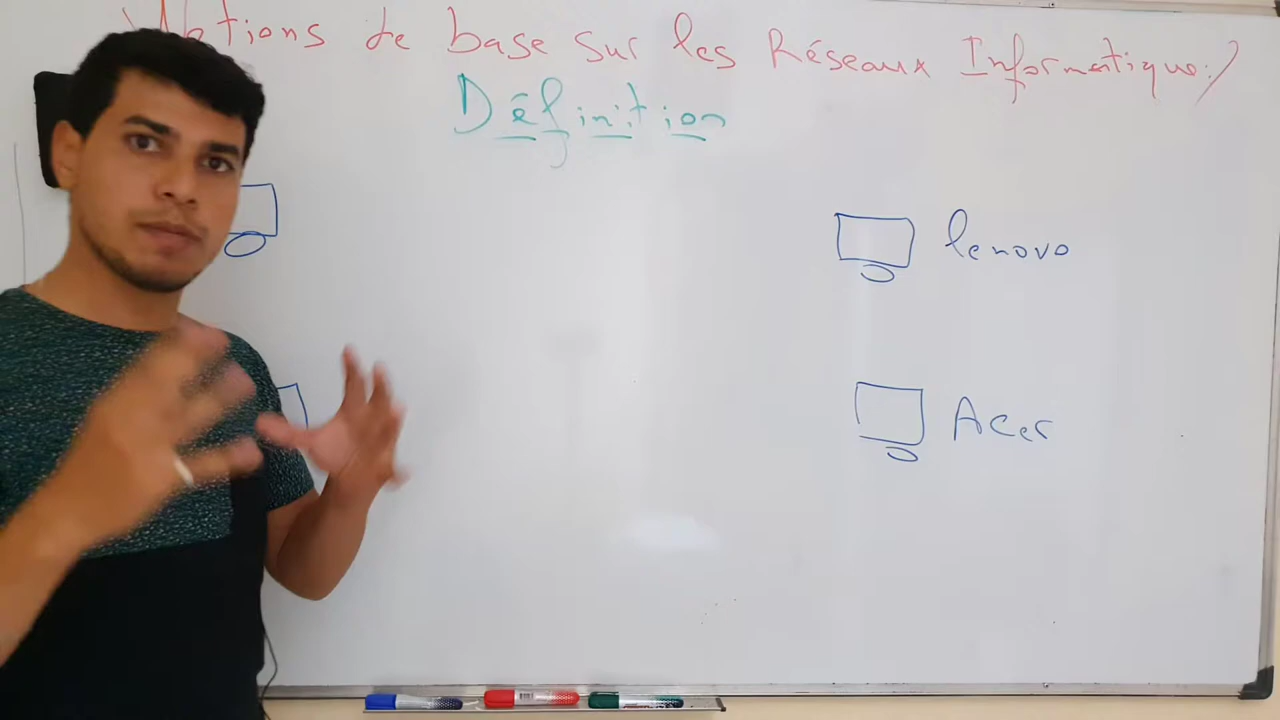 Notions de base sur les Réseaux Informatique:/
Définition
lenovo
Acer